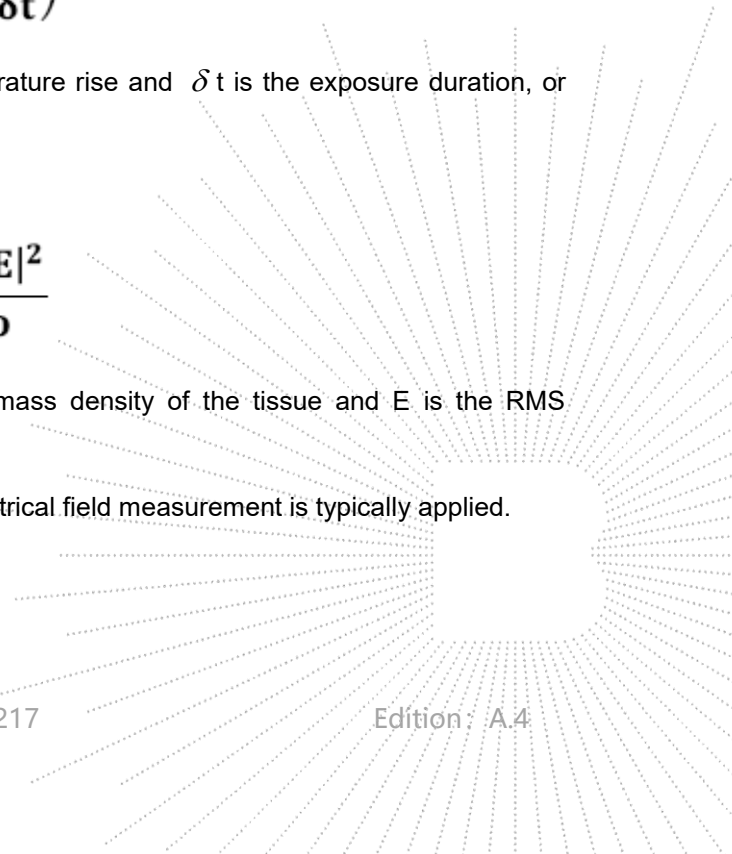 δt)
rature rise and δ t is the exposure duration, or
E|²
ρ
mass density of the tissue and E is the RMS
trical field measurement is typically applied.
217 Edition：A.4